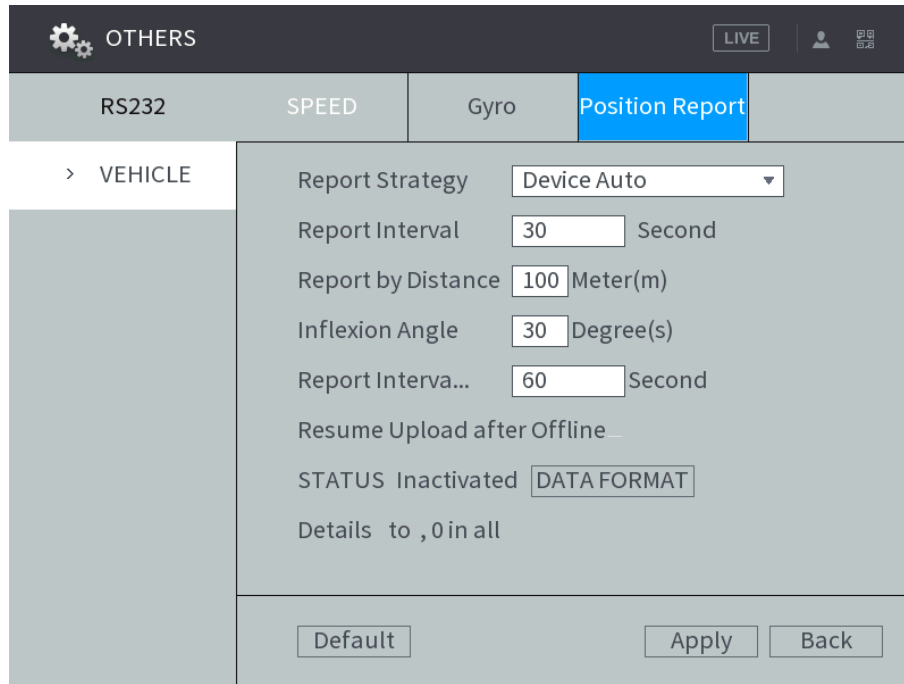 OTHERS LIVE
RS232 SPEED Gyro Position Report
> VEHICLE
Report Strategy Device Auto
Report Interval 30 Second
Report by Distance 100 Meter(m)
Inflexion Angle 30 Degree(s)
Report Interva... 60 Second
Resume Upload after Offline
STATUS Inactivated DATA FORMAT
Details to , 0 in all
Default Apply Back